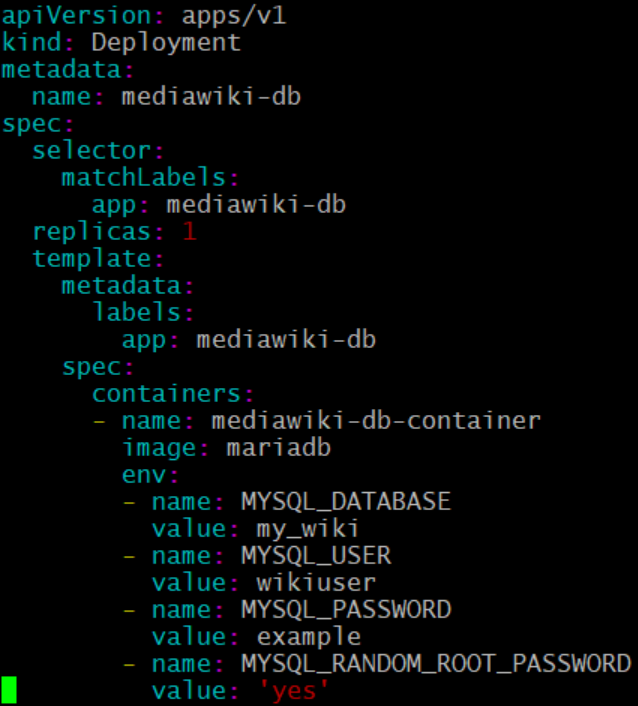 apiVersion: apps/v1
kind: Deployment
metadata:
  name: mediawiki-db
spec:
  selector:
    matchLabels:
      app: mediawiki-db
  replicas: 1
  template:
    metadata:
      labels:
        app: mediawiki-db
    spec:
      containers:
      - name: mediawiki-db-container
        image: mariadb
        env:
        - name: MYSQL_DATABASE
          value: my_wiki
        - name: MYSQL_USER
          value: wikiuser
        - name: MYSQL_PASSWORD
          value: example
        - name: MYSQL_RANDOM_ROOT_PASSWORD
          value: 'yes'